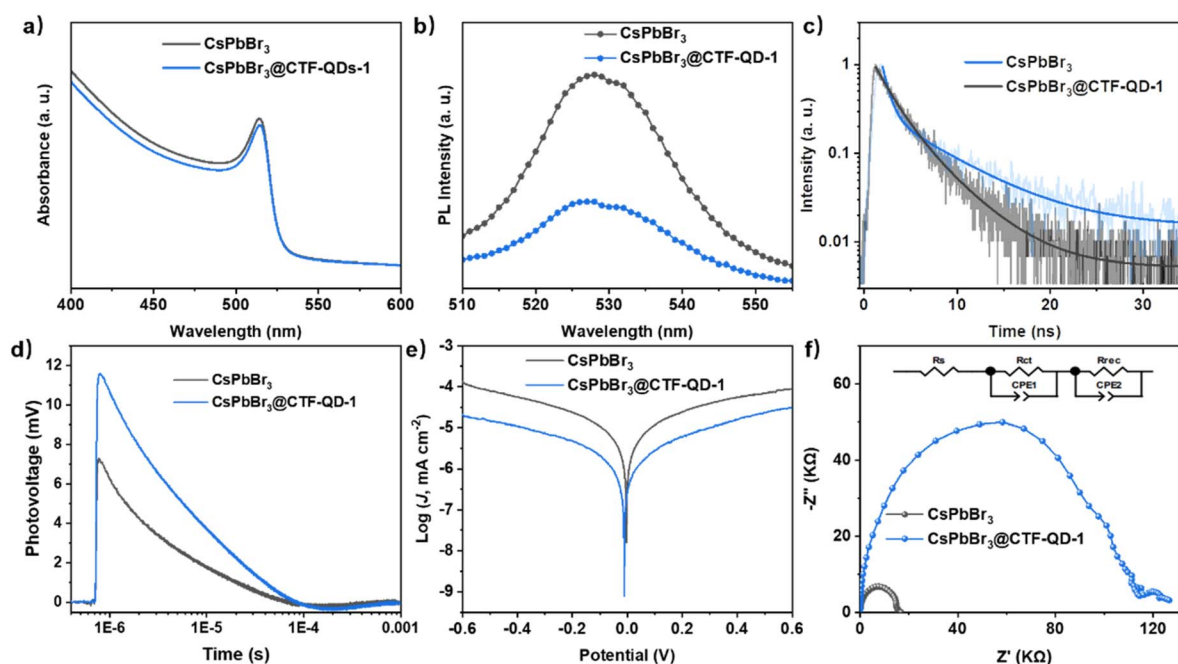 a)
CsPbBr₃
CsPbBr₃@CTF-QDs-1
Absorbance (a. u.)
400 450 500 550 600
Wavelength (nm)
b)
CsPbBr₃
CsPbBr₃@CTF-QD-1
PL Intensity (a. u.)
510 520 530 540 550
Wavelength (nm)
c)
CsPbBr₃
CsPbBr₃@CTF-QD-1
Intensity (a. u.)
1
0.1
0.01
0 10 20 30
Time (ns)
d)
CsPbBr₃
CsPbBr₃@CTF-QD-1
Photovoltage (mV)
12
10
8
6
4
2
0
1E-6 1E-5 1E-4 0.001
Time (s)
e)
CsPbBr₃
CsPbBr₃@CTF-QD-1
Log (J, mA cm⁻²)
-3
-4
-5
-6
-7
-8
-9
-0.6 -0.4 -0.2 0.0 0.2 0.4 0.6
Potential (V)
f)
Rs Rct Rrec
CPE1 CPE2
CsPbBr₃
CsPbBr₃@CTF-QD-1
-Z'' (KΩ)
60
40
20
0
0 40 80 120
Z' (KΩ)